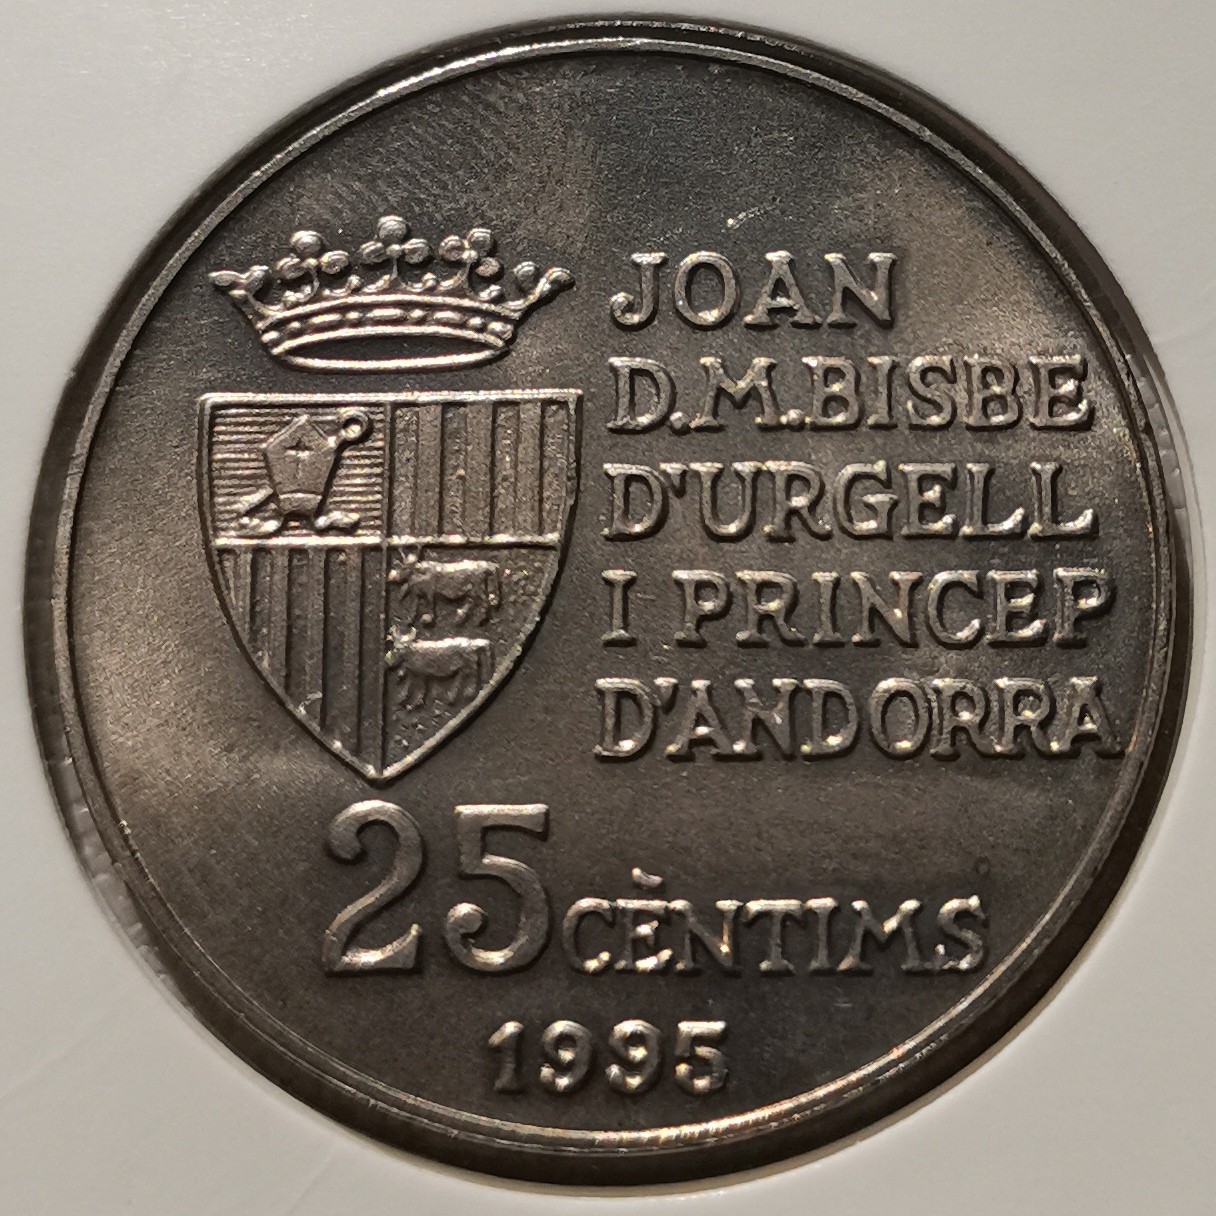 JOAN
D.M.BISBE
D'URGELL
I PRINCEP
D'ANDORRA
25 CÈNTIMS
1995